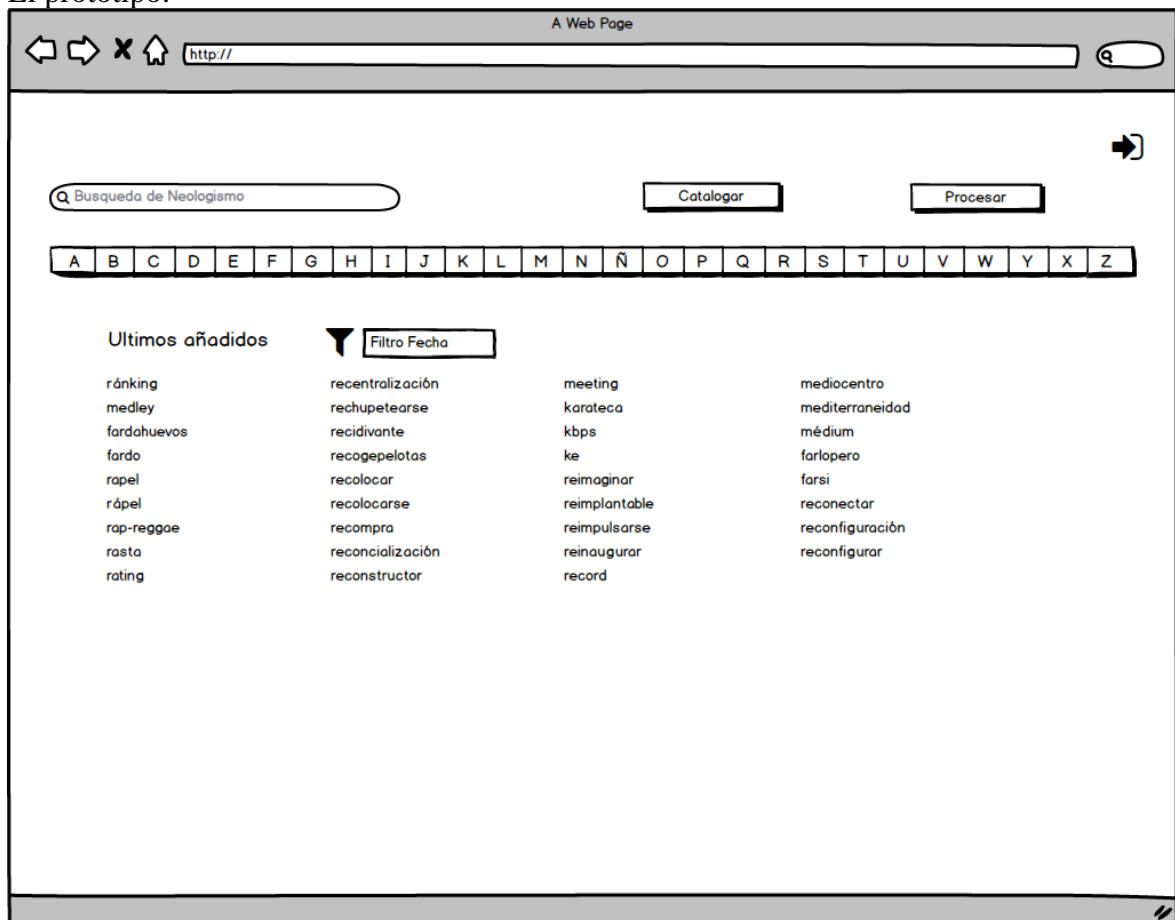 El prototipo:
A Web Page
http://
Busqueda de Neologismo
Catalogar
Procesar
A B C D E F G H I J K L M N Ñ O P Q R S T U V W Y X Z
Ultimos añadidos
Filtro Fecha
ránking recentralización meeting mediocentro
medley rechupetearse karateca mediterraneidad
fardahuevos recidivante kbps médium
fardo recogepelotas ke farlopero
rapel recolocar reimaginar farsi
rápel recolocarse reimplantable reconectar
rap-reggae recompra reimpulsarse reconfiguración
rasta reconcialización reinaugurar reconfigurar
rating reconstructor record